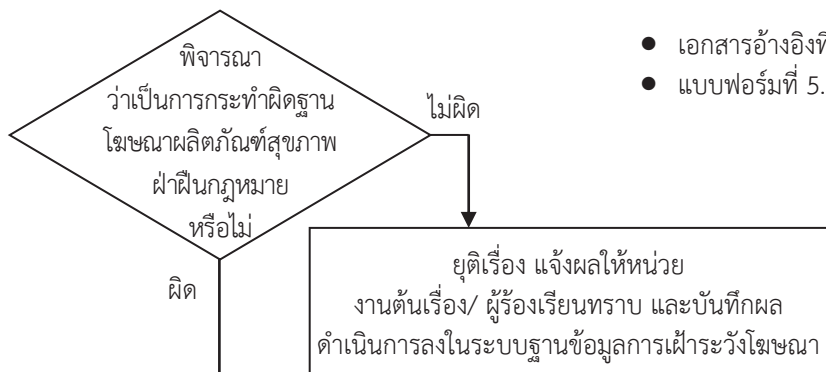 พิจารณา
ว่าเป็นการกระทำผิดฐาน
โฆษณาผลิตภัณฑ์สุขภาพ
ฝ่าฝืนกฎหมาย
หรือไม่
ไม่ผิด
● เอกสารอ้างอิงที่
● แบบฟอร์มที่ 5.
ผิด
ยุติเรื่อง แจ้งผลให้หน่วย
งานต้นเรื่อง/ ผู้ร้องเรียนทราบ และบันทึกผล
ดำเนินการลงในระบบฐานข้อมูลการเฝ้าระวังโฆษณา